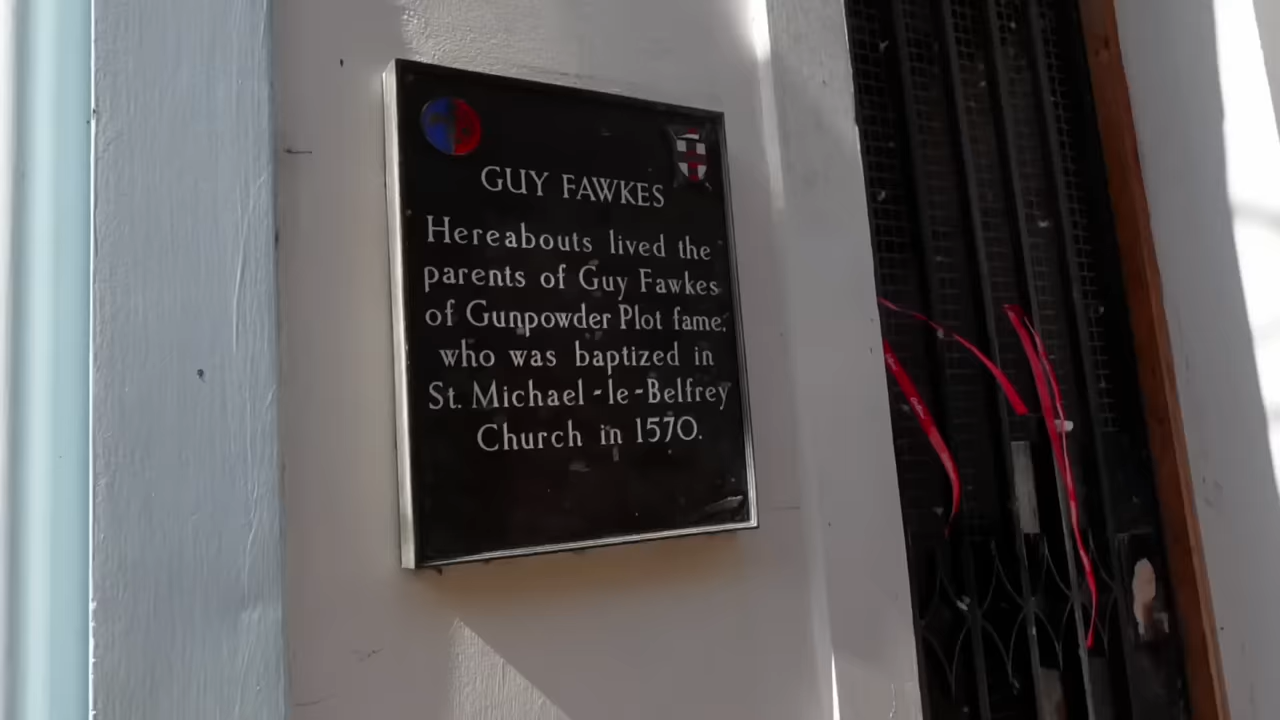 GUY FAWKES
Hereabouts lived the
parents of Guy Fawkes
of Gunpowder Plot fame.
who was baptized in
St. Michael-le-Belfrey
Church in 1570.